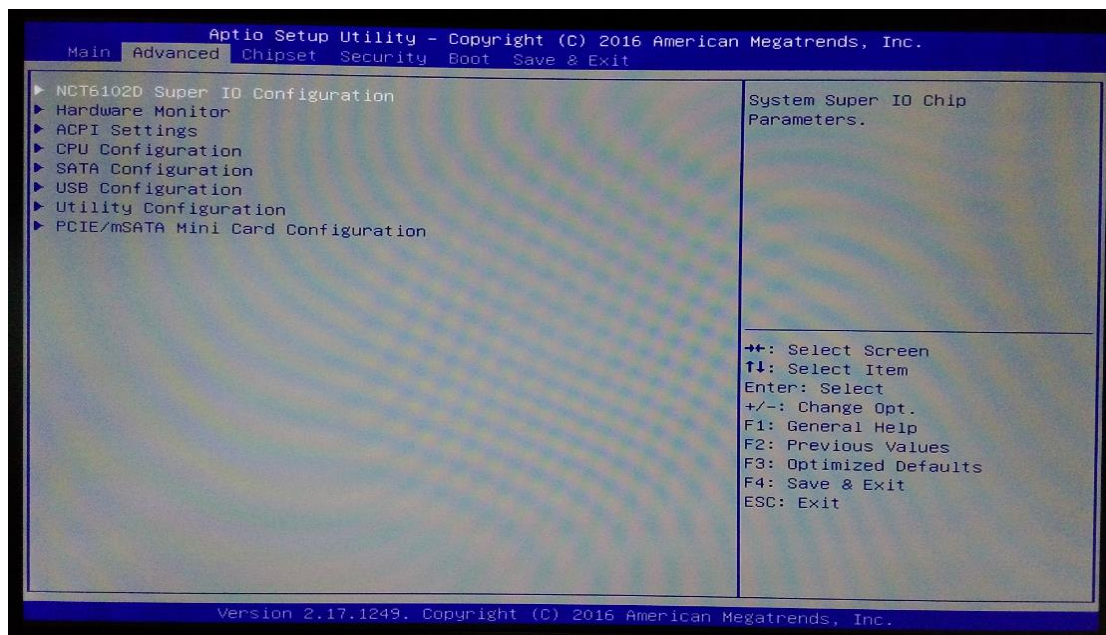 Aptio Setup Utility – Copyright (C) 2016 American Megatrends, Inc.
Main Advanced Chipset Security Boot Save & Exit
► NCT6102D Super IO Configuration
► Hardware Monitor
► ACPI Settings
► CPU Configuration
► SATA Configuration
► USB Configuration
► Utility Configuration
► PCIE/mSATA Mini Card Configuration
System Super IO Chip
Parameters.
→←: Select Screen
↑↓: Select Item
Enter: Select
+/-: Change Opt.
F1: General Help
F2: Previous Values
F3: Optimized Defaults
F4: Save & Exit
ESC: Exit
Version 2.17.1249. Copyright (C) 2016 American Megatrends, Inc.